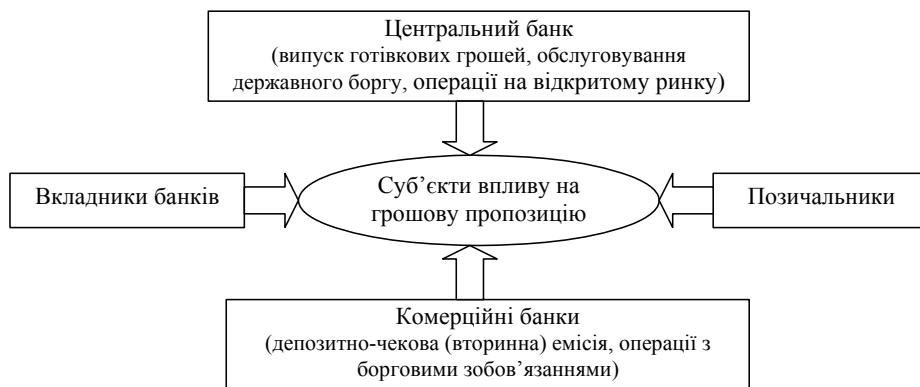 Центральний банк
(випуск готівкових грошей, обслуговування
державного боргу, операції на відкритому ринку)
Вкладники банків
Суб’єкти впливу на
грошову пропозицію
Позичальники
Комерційні банки
(депозитно-чекова (вторинна) емісія, операції з
борговими зобов’язаннями)